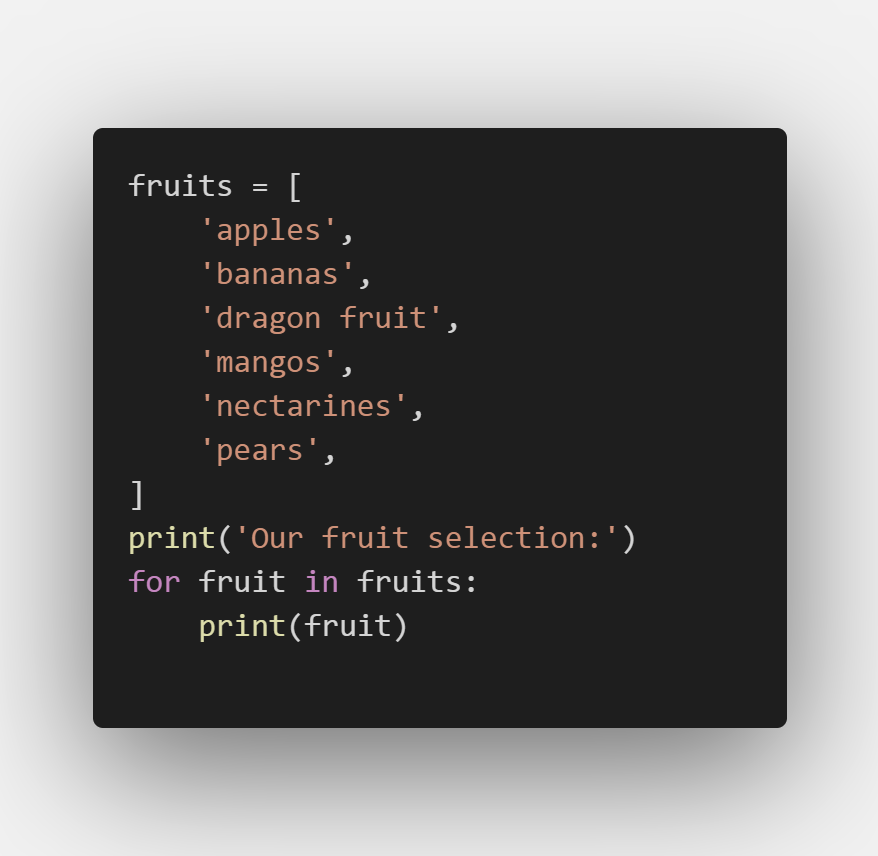 fruits = [
    'apples',
    'bananas',
    'dragon fruit',
    'mangos',
    'nectarines',
    'pears',
]
print('Our fruit selection:')
for fruit in fruits:
    print(fruit)